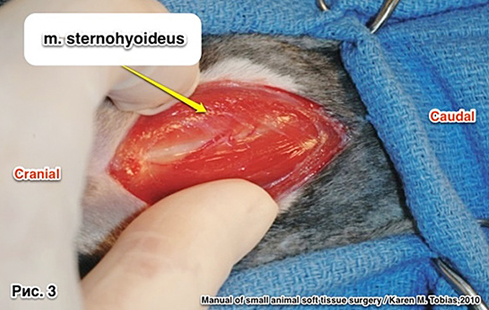 m. sternohyoideus
Caudal
Cranial
Рис. 3
Manual of small animal soft tissue surgery / Karen M. Tobias,2010